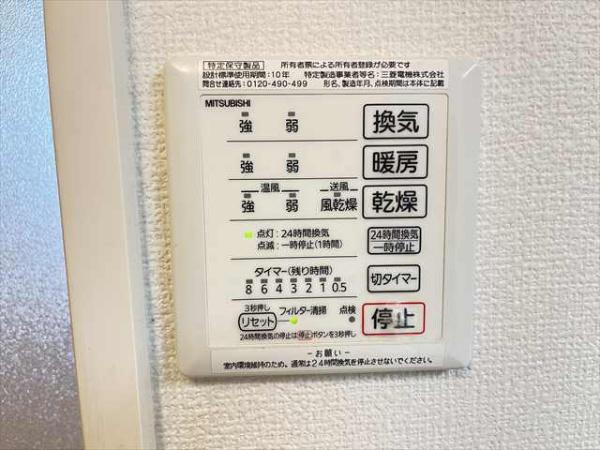 特定保守製品 所有者票による所有者登録が必要です
設計標準使用期間:10年 特定製造事業者等名:三菱電機株式会社
問合せ連絡先:0120-490-499 形名、製造年月、点検期間は本体に記載
MITSUBISHI
強 弱 換気
強 弱 暖房
温風 送風
強 弱 風乾燥 乾燥
点灯:24時間換気
点滅:一時停止(1時間)
24時間換気
一時停止
タイマー(残り時間)
8 6 4 3 2 1 0.5
切タイマー
3秒押し
リセット フィルター清掃 点検
停止
24時間換気の停止は停止ボタンを3秒押し
-お願い-
室内環境維持のため、通常は24時間換気を停止させないでください。